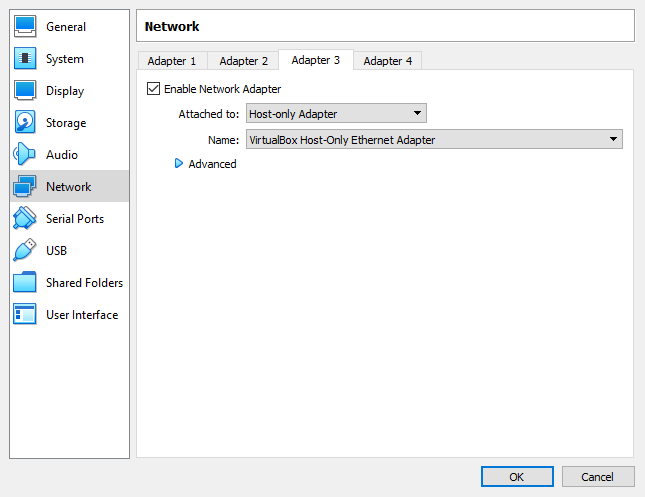 General
System
Display
Storage
Audio
Network
Serial Ports
USB
Shared Folders
User Interface
Network
Adapter 1 Adapter 2 Adapter 3 Adapter 4
Enable Network Adapter
Attached to: Host-only Adapter
Name: VirtualBox Host-Only Ethernet Adapter
Advanced
OK Cancel